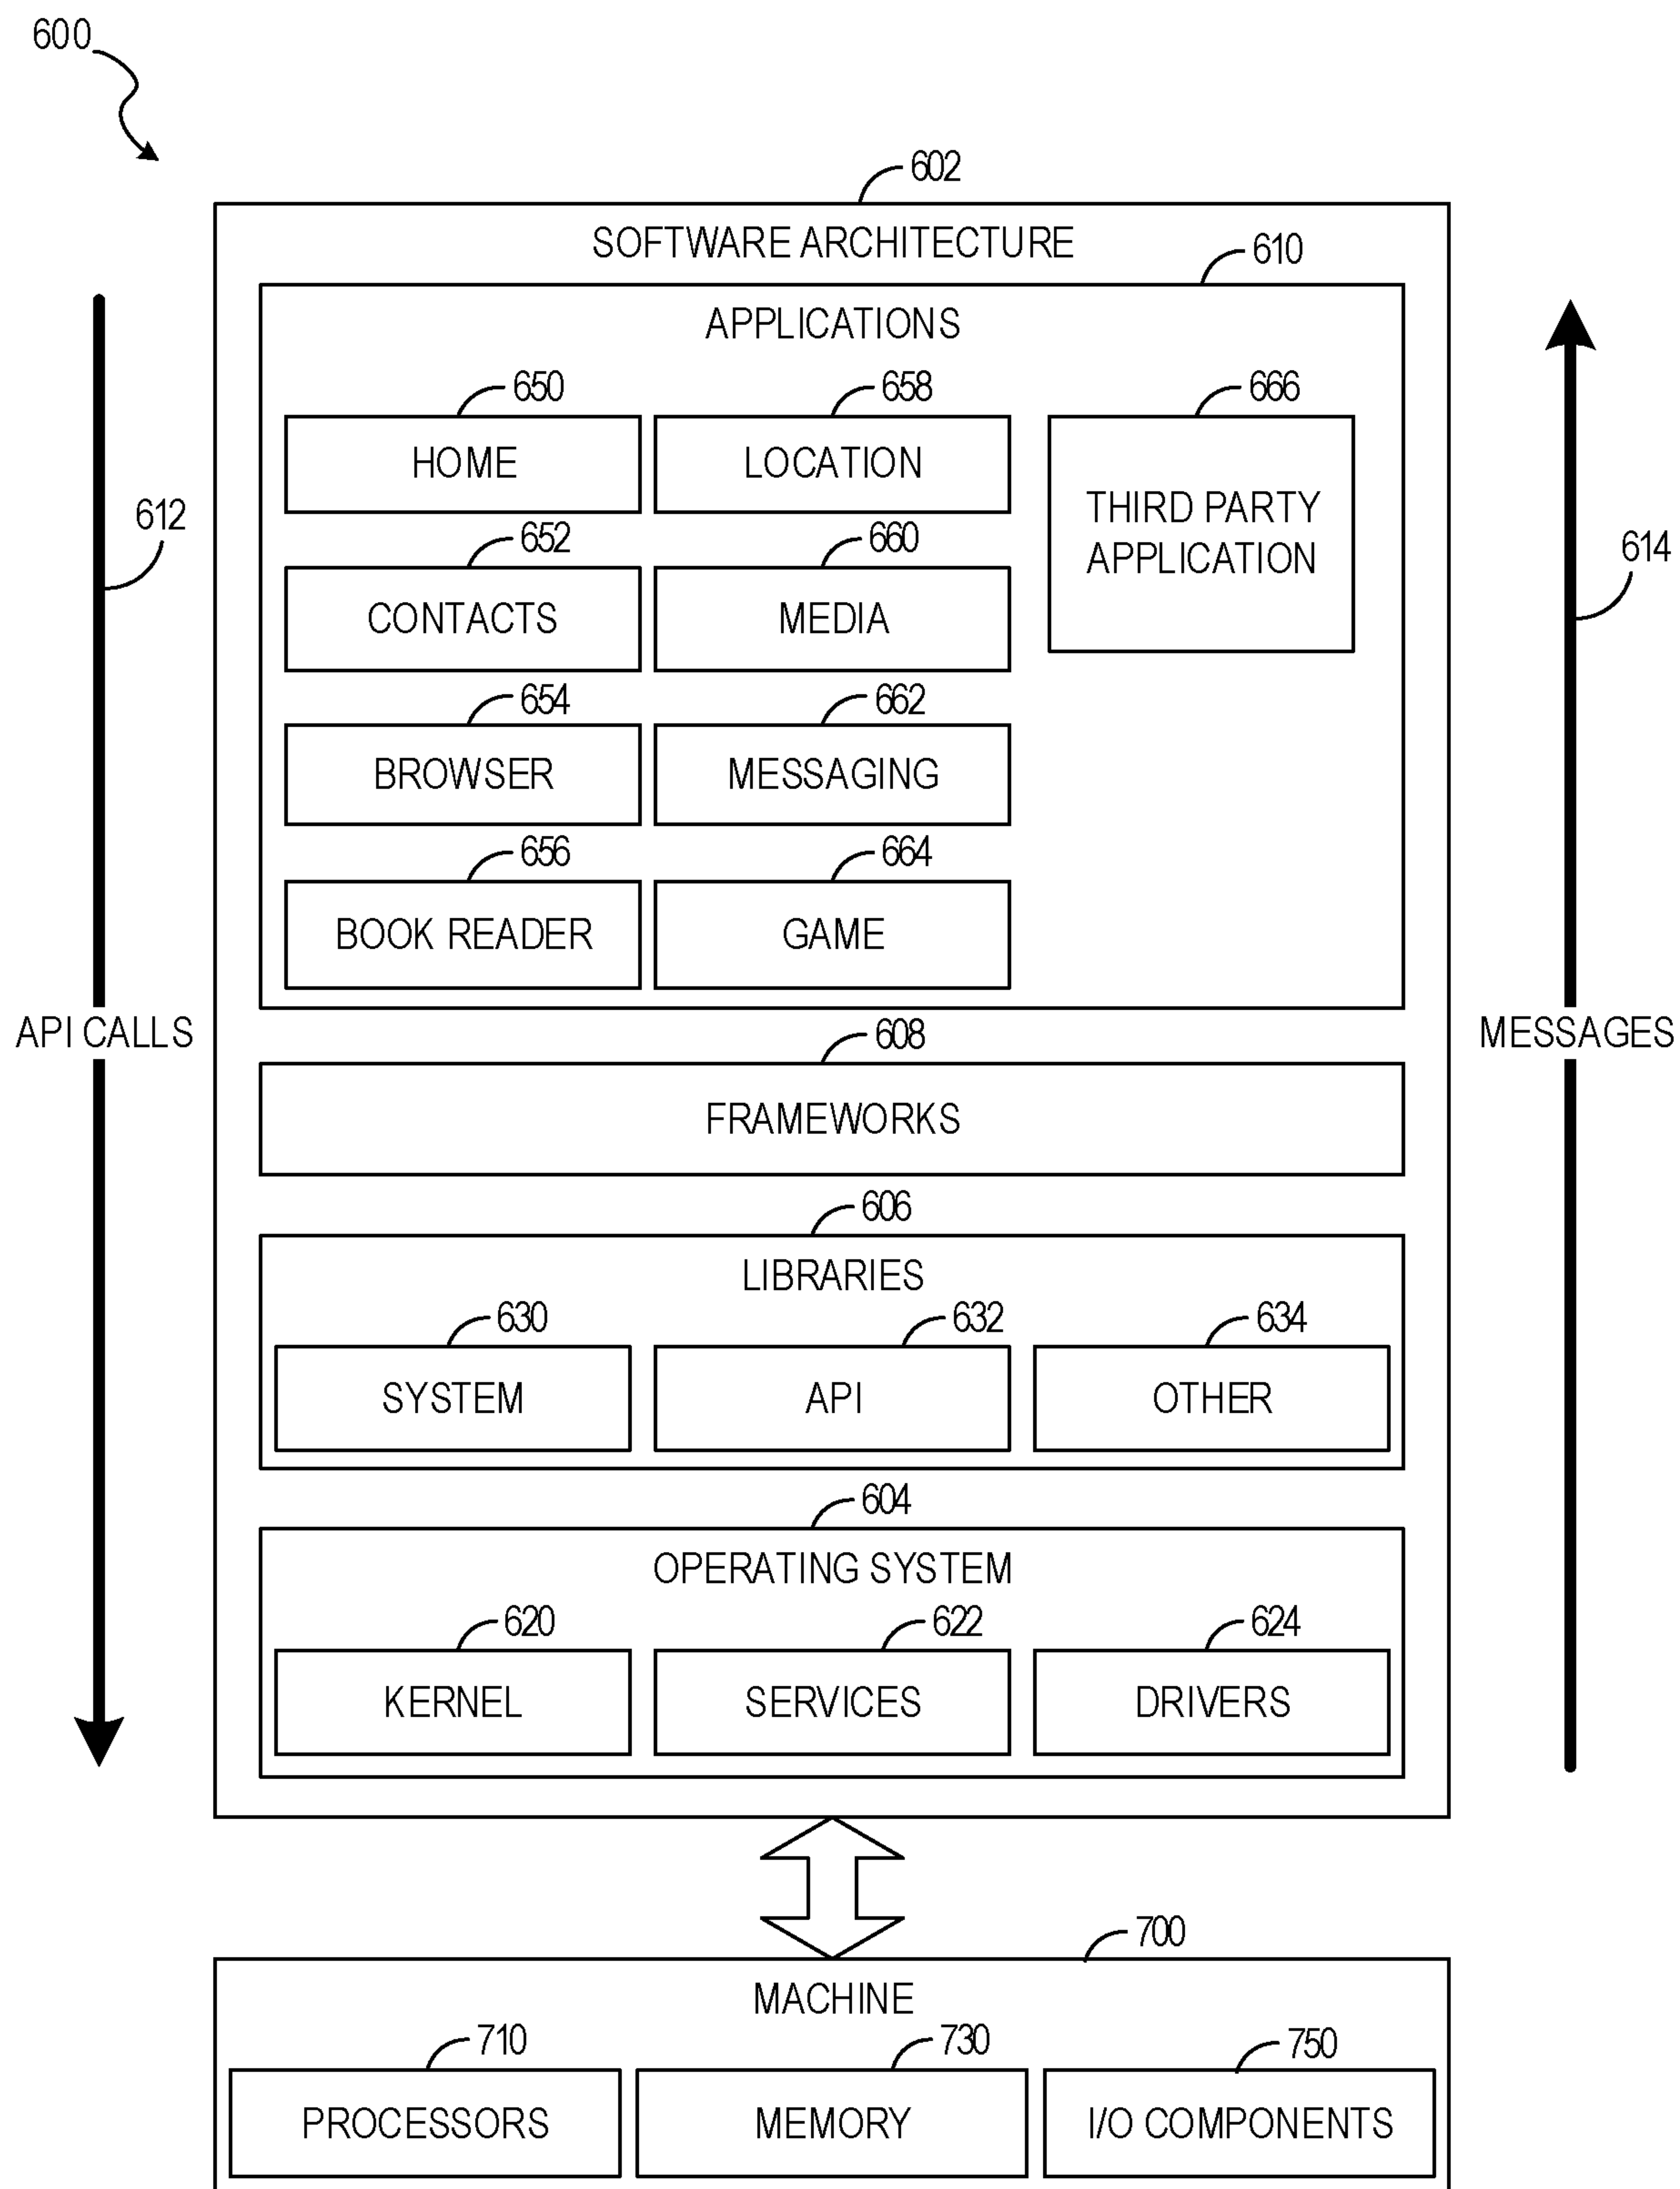 600
602
SOFTWARE ARCHITECTURE
610
APPLICATIONS
650
658
666
HOME
LOCATION
THIRD PARTY
APPLICATION
612
614
652
660
CONTACTS
MEDIA
654
662
BROWSER
MESSAGING
656
664
BOOK READER
GAME
API CALLS
MESSAGES
608
FRAMEWORKS
606
LIBRARIES
630
632
634
SYSTEM
API
OTHER
604
OPERATING SYSTEM
620
622
624
KERNEL
SERVICES
DRIVERS
700
MACHINE
710
730
750
PROCESSORS
MEMORY
I/O COMPONENTS